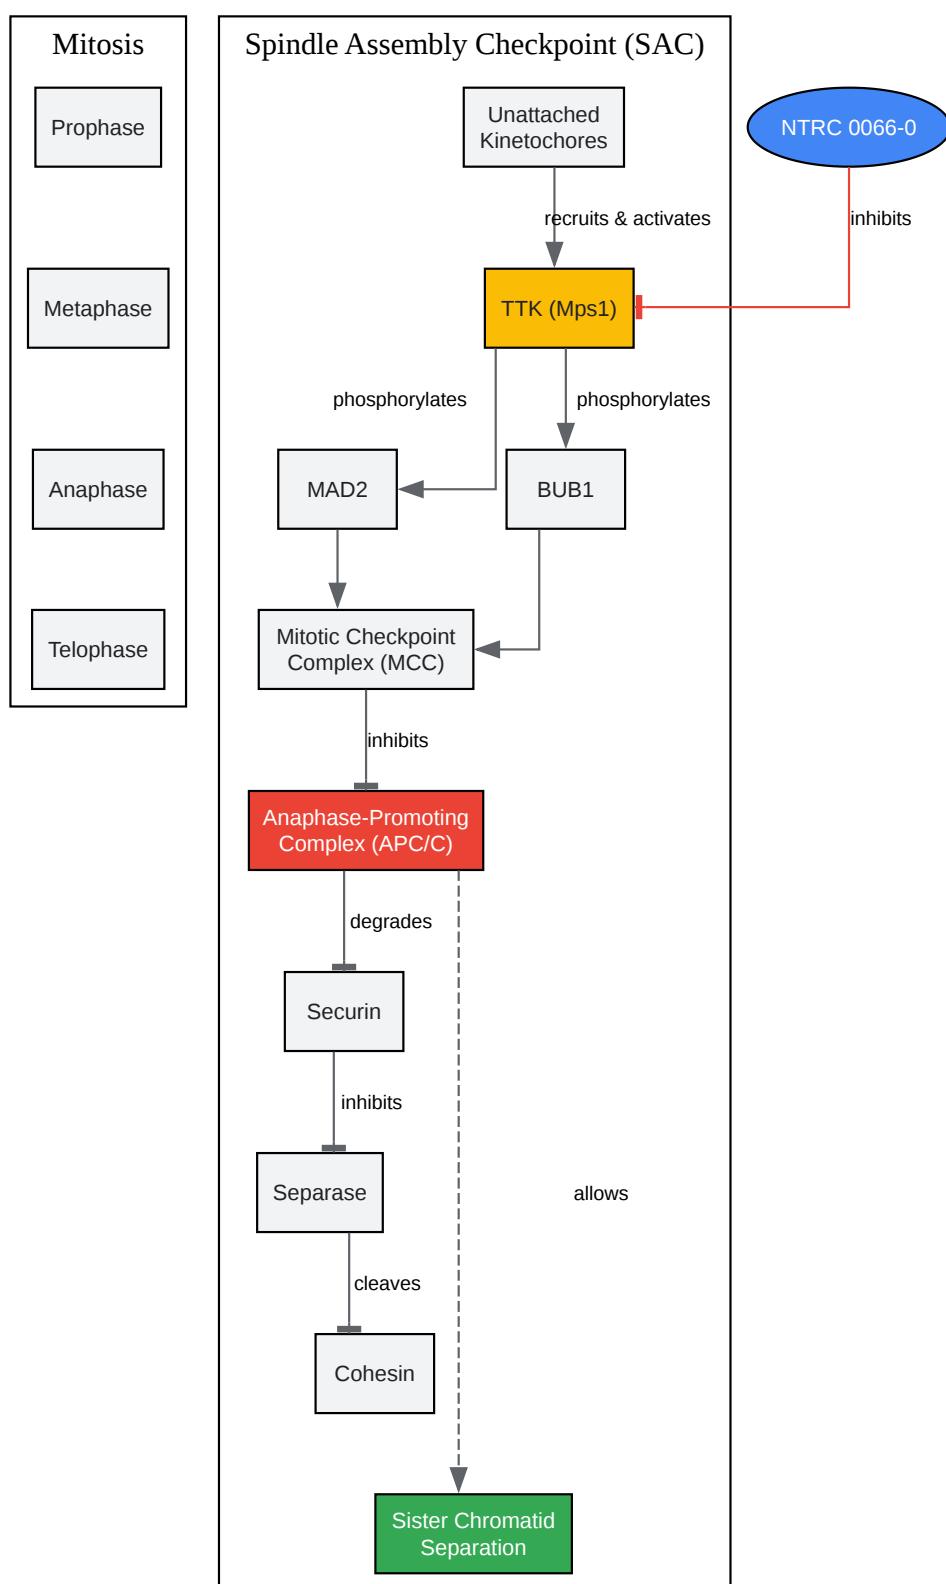 Mitosis
Prophase
Metaphase
Anaphase
Telophase
Spindle Assembly Checkpoint (SAC)
Unattached
Kinetochores
recruits & activates
TTK (Mps1)
phosphorylates
phosphorylates
MAD2
BUB1
Mitotic Checkpoint
Complex (MCC)
inhibits
Anaphase-Promoting
Complex (APC/C)
degrades
Securin
inhibits
Separase
allows
cleaves
Cohesin
Sister Chromatid
Separation
NTRC 0066-0
inhibits